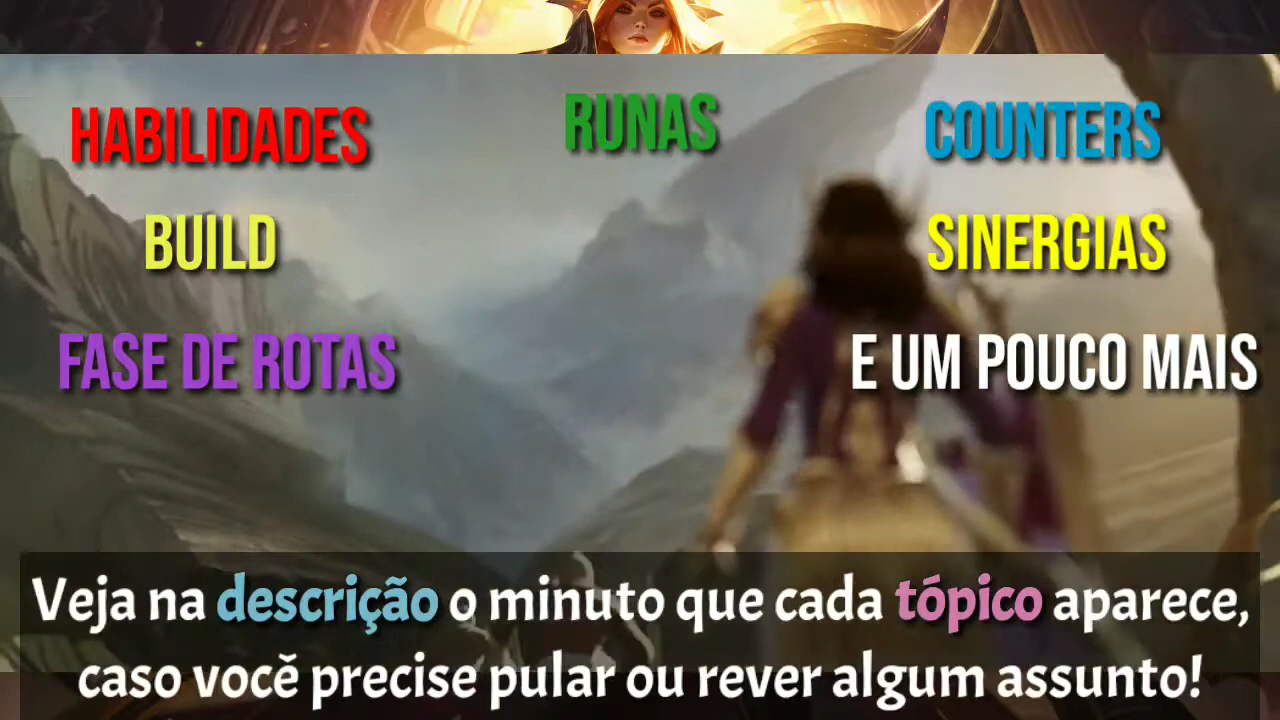 HABILIDADES
RUNAS
COUNTERS
BUILD
SINERGIAS
FASE DE ROTAS
E UM POUCO MAIS
Veja na descrição o minuto que cada tópico aparece,
caso você precise pular ou rever algum assunto!